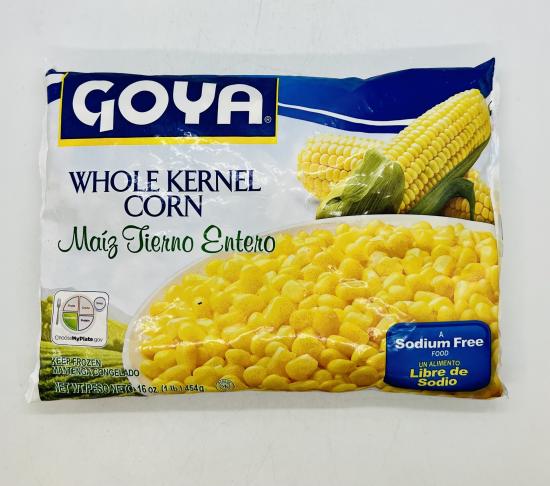 GOYA®
WHOLE KERNEL
CORN
Maíz Tierno Entero
ChooseMyPlate.gov
KEEP FROZEN
MANTENGA CONGELADO
NET WT./PESO NETO 16 oz. (1 lb.) 454g
A
Sodium Free
FOOD
UN ALIMENTO
Libre de
Sodio